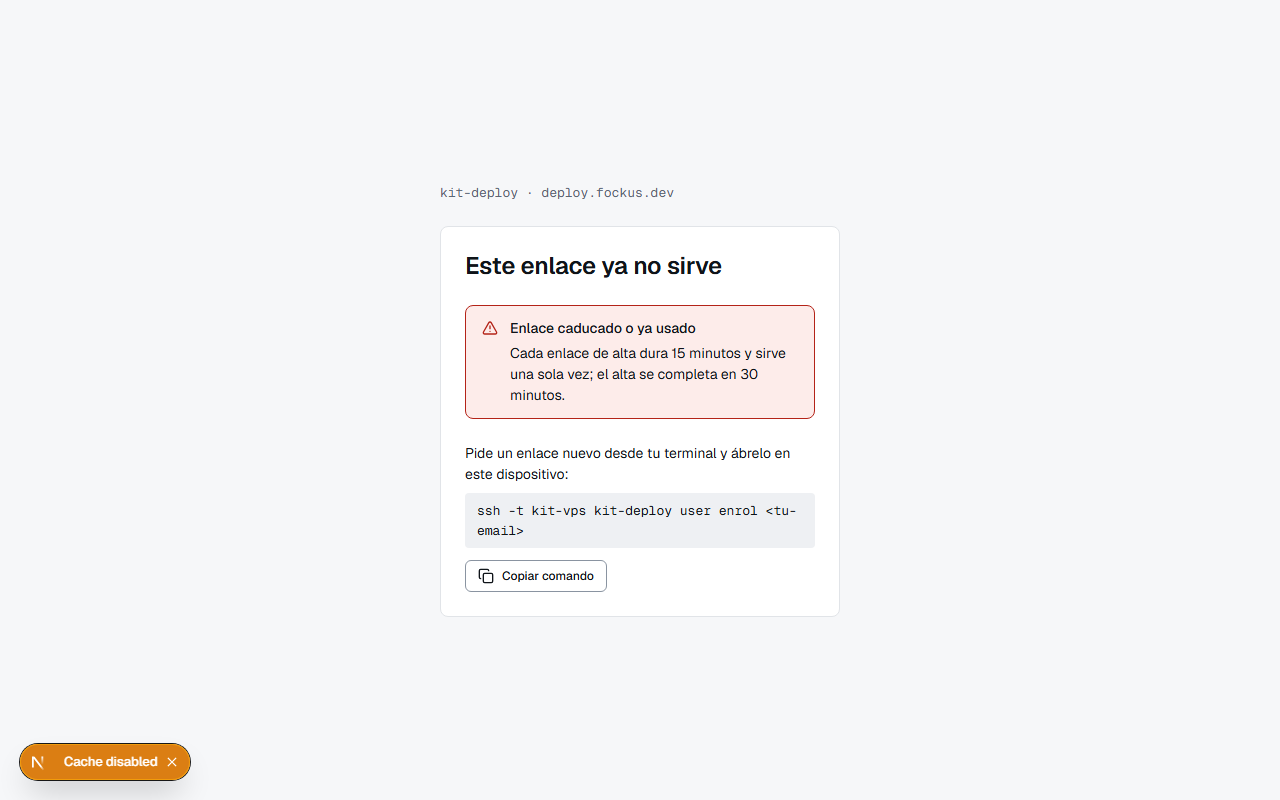 kit-deploy · deploy.fockus.dev
Este enlace ya no sirve
Enlace caducado o ya usado
Cada enlace de alta dura 15 minutos y sirve
una sola vez; el alta se completa en 30
minutos.
Pide un enlace nuevo desde tu terminal y ábrelo en
este dispositivo:
ssh -t kit-vps kit-deploy user enrol <tu-
email>
Copiar comando
Cache disabled